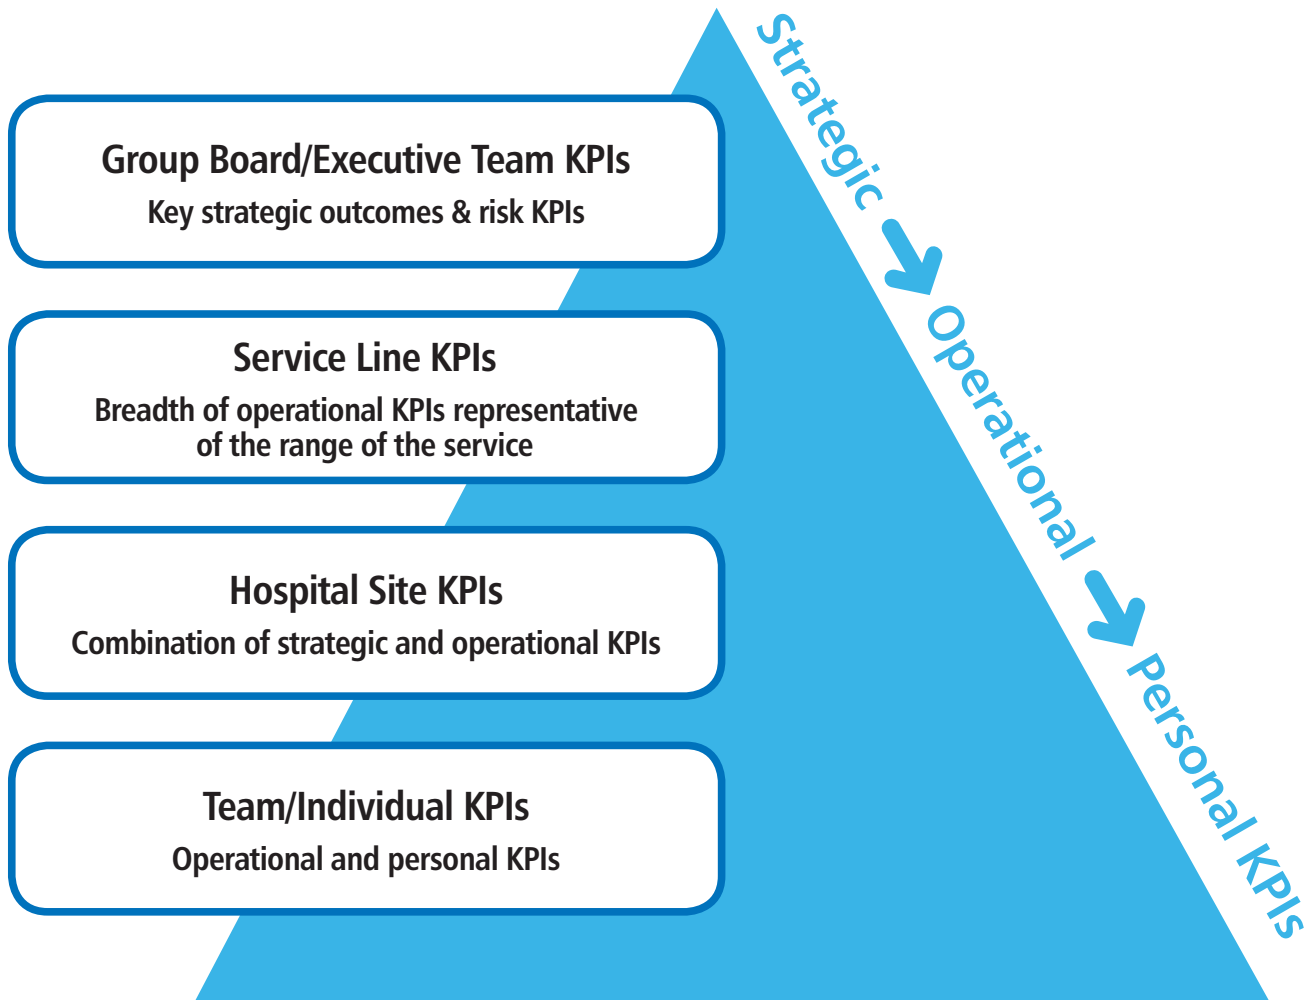 Group Board/Executive Team KPIs
Key strategic outcomes & risk KPIs
Service Line KPIs
Breadth of operational KPIs representative
of the range of the service
Hospital Site KPIs
Combination of strategic and operational KPIs
Team/Individual KPIs
Operational and personal KPIs
Strategic
Operational
Personal KPIs